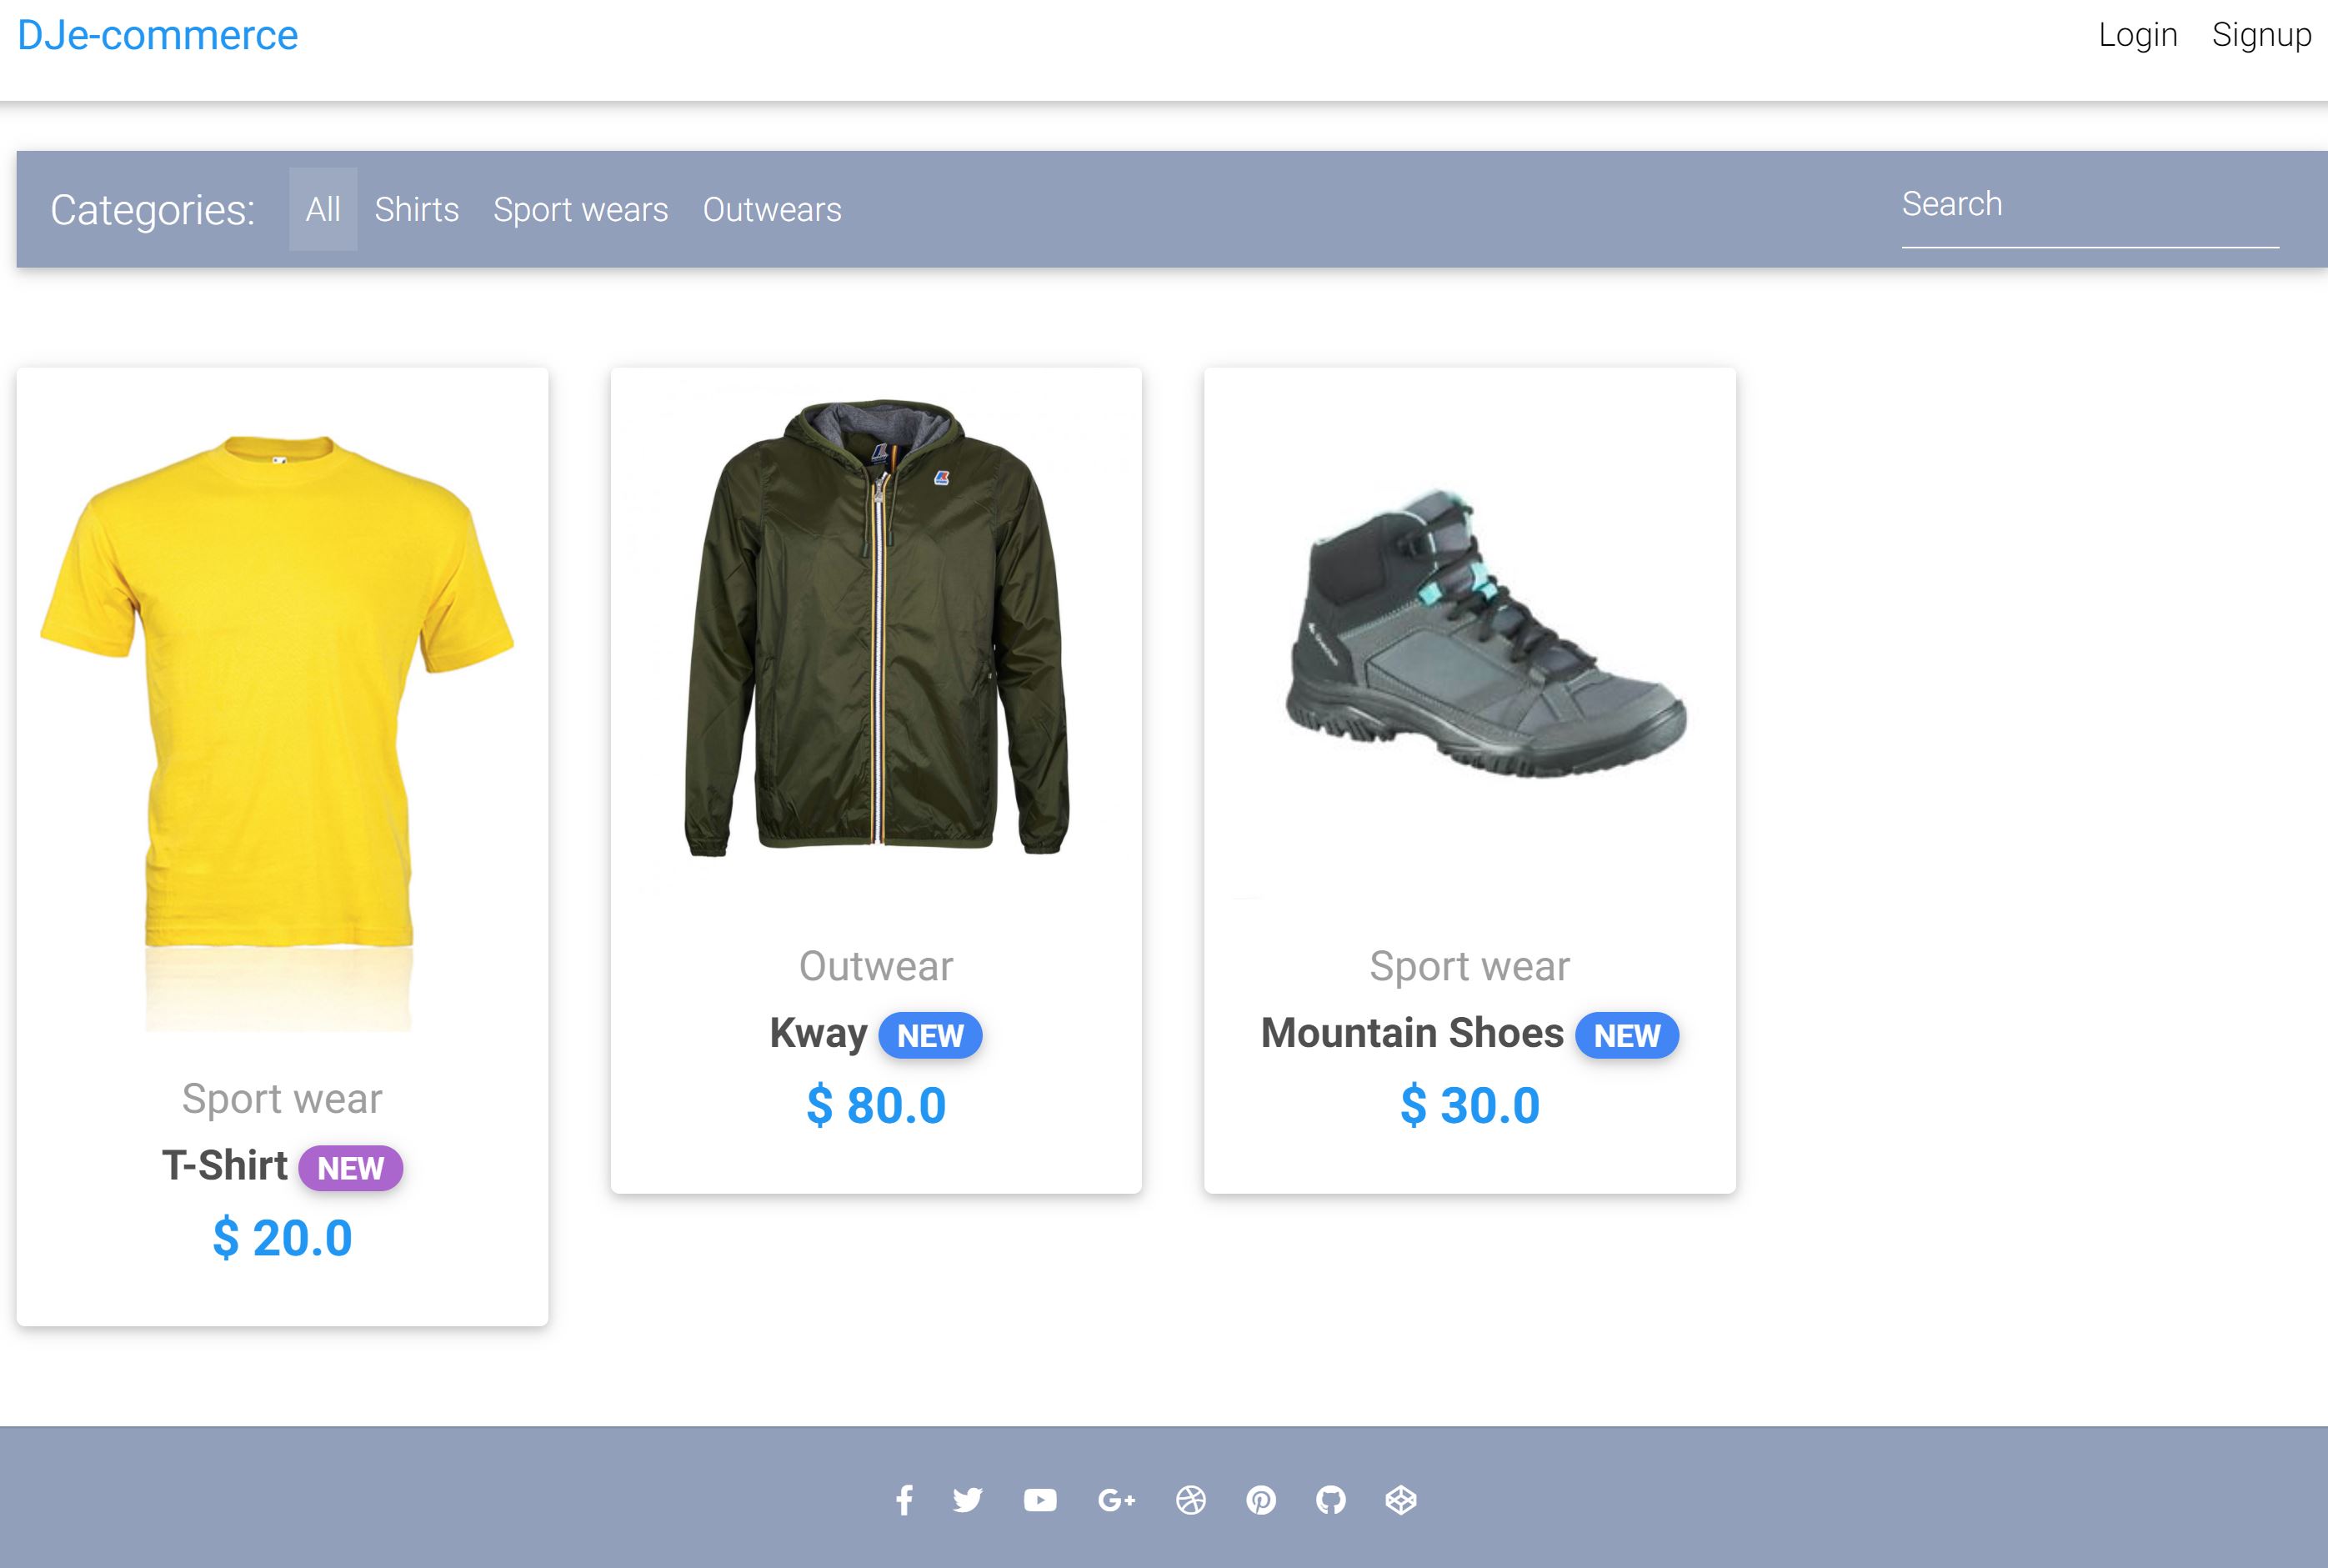 DJe-commerce
Login Signup
Categories: All Shirts Sport wears Outwears
Search
Sport wear
T-Shirt NEW
$ 20.0
Outwear
Kway NEW
$ 80.0
Sport wear
Mountain Shoes NEW
$ 30.0